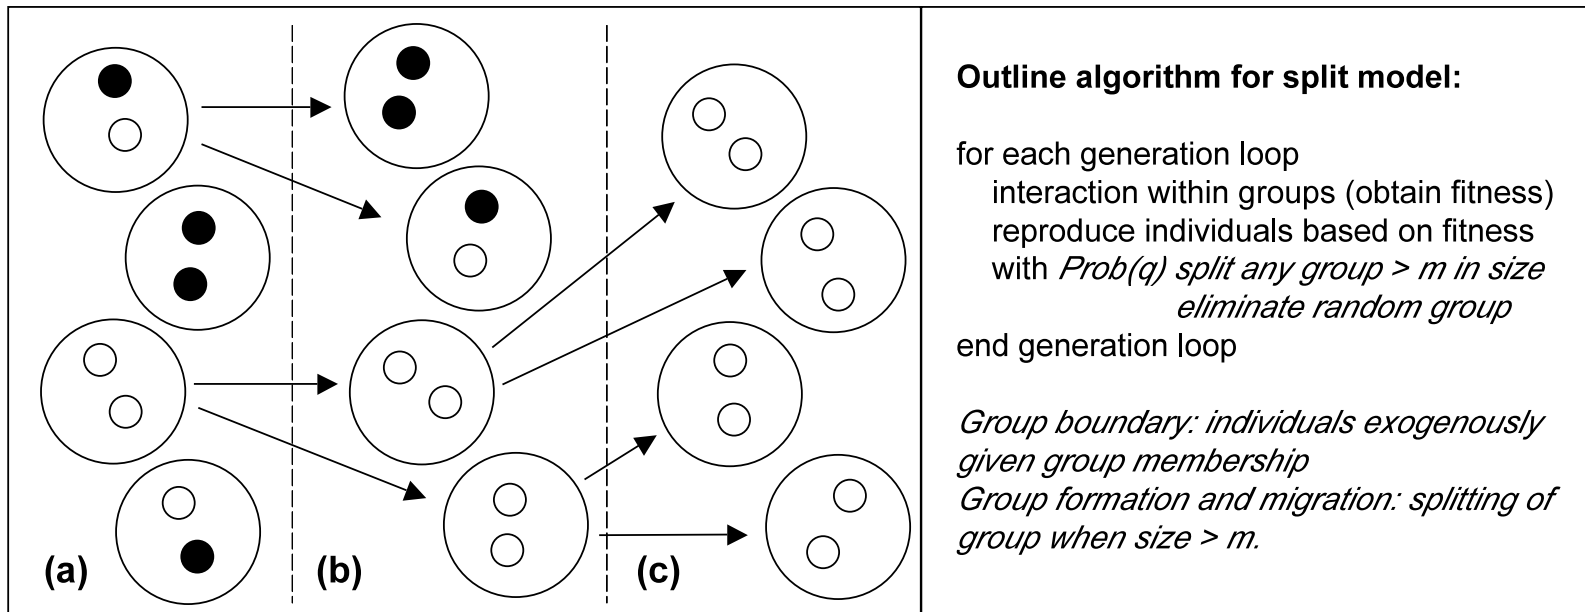 (a)
(b)
(c)
Outline algorithm for split model:
for each generation loop
interaction within groups (obtain fitness)
reproduce individuals based on fitness
with Prob(q) split any group > m in size
eliminate random group
end generation loop
Group boundary: individuals exogenously
given group membership
Group formation and migration: splitting of
group when size > m.